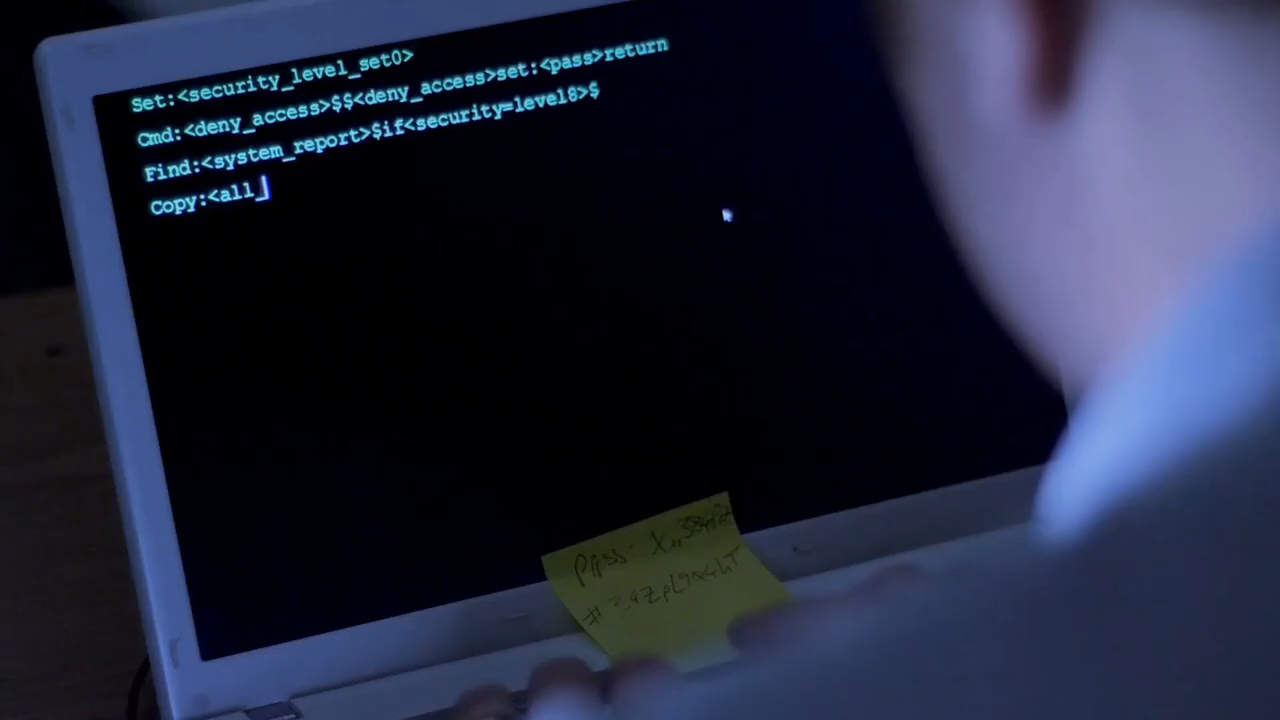 Set:<security_level_set0>
Cmd:<deny_access>$$<deny_access>set:<pass>return
Find:<system_report>$if<security=level8>$
Copy:<all
Pass: